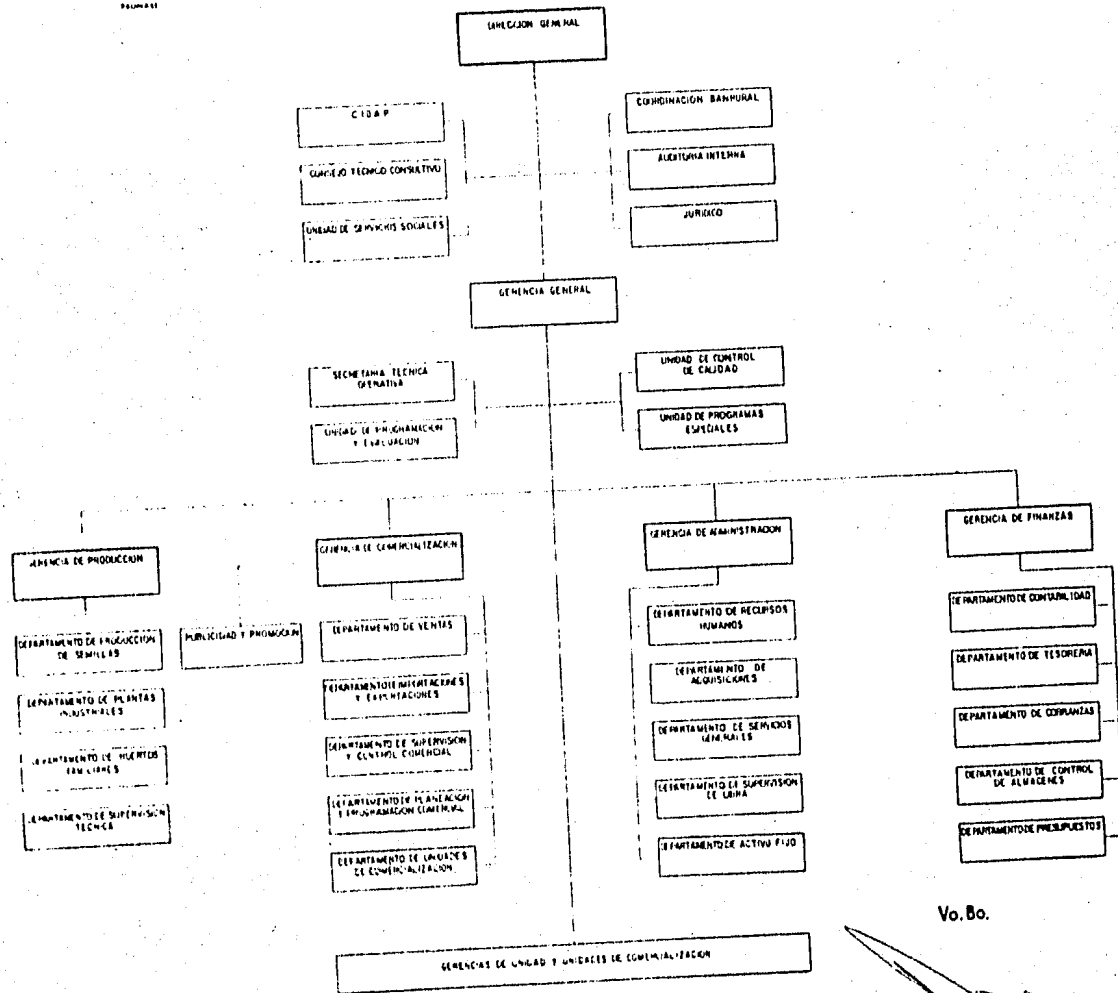 PRONASE
DIRECCION GENERAL
CIDAP
COORDINACION BANRURAL
CONSEJO TECNICO CONSULTIVO
AUDITORIA INTERNA
UNIDAD DE SERVICIOS SOCIALES
JURIDICO
GERENCIA GENERAL
SECRETARIA TECNICA
OPERATIVA
UNIDAD DE CONTROL
DE CALIDAD
UNIDAD DE PROGRAMACION
Y EVALUACION
UNIDAD DE PROGRAMAS
ESPECIALES
GERENCIA DE PRODUCCION
GERENCIA DE COMERCIALIZACION
GERENCIA DE ADMINISTRACION
GERENCIA DE FINANZAS
DEPARTAMENTO DE PRODUCCION
DE SEMILLAS
DEPARTAMENTO DE PLANTAS
INDUSTRIALES
DEPARTAMENTO DE HUERTOS
FAMILIARES
DEPARTAMENTO DE SUPERVISION
TECNICA
PUBLICIDAD Y PROMOCION
DEPARTAMENTO DE VENTAS
DEPARTAMENTO DE IMPORTACIONES
Y EXPORTACIONES
DEPARTAMENTO DE SUPERVISION
Y CONTROL COMERCIAL
DEPARTAMENTO DE PLANEACION
Y PROGRAMACION COMERCIAL
DEPARTAMENTO DE UNIDADES
DE COMERCIALIZACION
DEPARTAMENTO DE RECURSOS
HUMANOS
DEPARTAMENTO DE
ADQUISICIONES
DEPARTAMENTO DE SERVICIOS
GENERALES
DEPARTAMENTO DE SUPERVISION
DE OBRA
DEPARTAMENTO DE ACTIVO FIJO
DEPARTAMENTO DE CONTABILIDAD
DEPARTAMENTO DE TESORERIA
DEPARTAMENTO DE COBRANZAS
DEPARTAMENTO DE CONTROL
DE ALMACENES
DEPARTAMENTO DE PRESUPUESTOS
Vo.Bo.
GERENCIAS DE UNIDAD Y UNIDADES DE COMERCIALIZACION